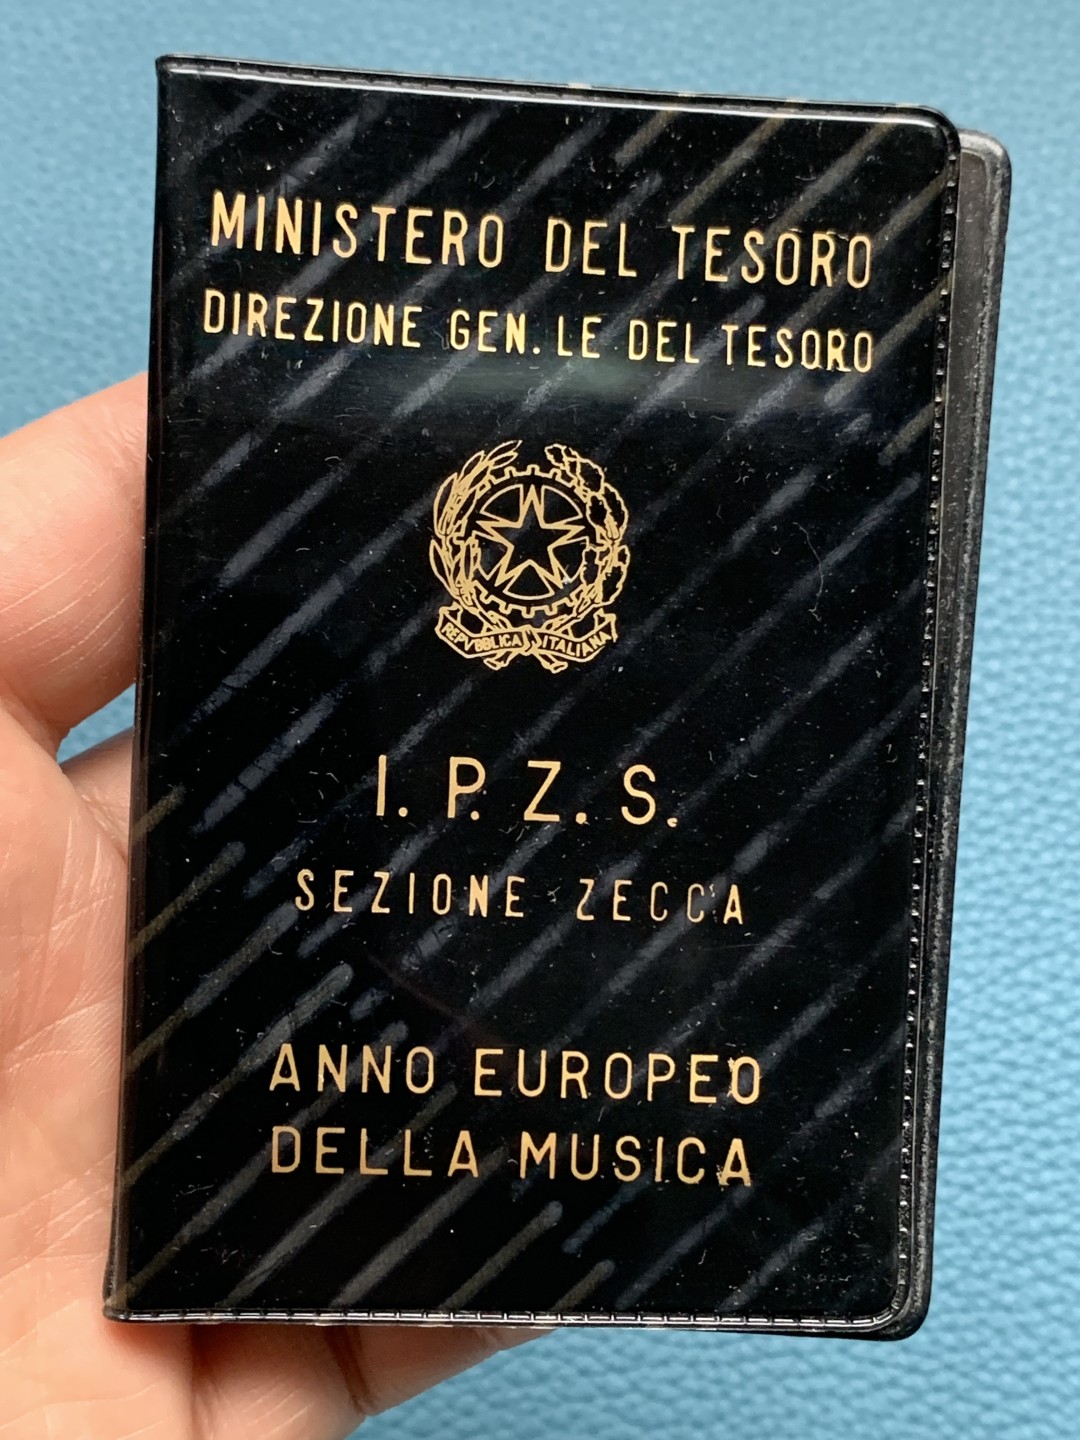 MINISTERO DEL TESORO
DIREZIONE GEN.LE DEL TESORO
REPVBBLICA ITALIANA
I. P. Z. S.
SEZIONE ZECCA
ANNO EUROPEO
DELLA MUSICA